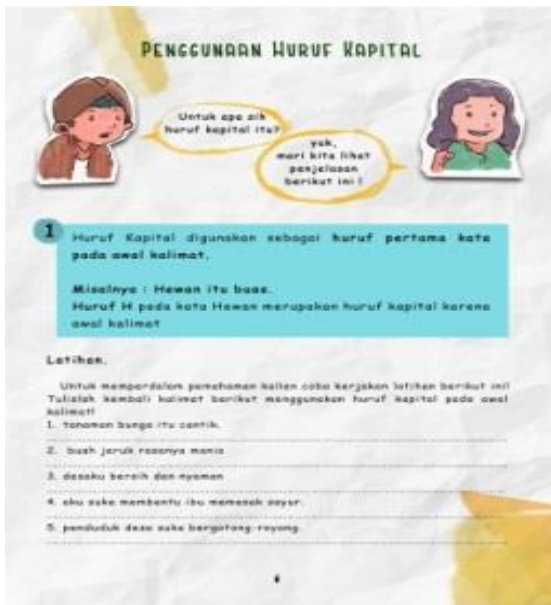 PENGGUNAAN HURUF KAPITAL
Untuk apa sih
huruf kapital itu?
yuk,
mari kita lihat
penjelasan
berikut ini !
1
Huruf Kapital digunakan sebagai huruf pertama kata
pada awal kalimat.
Misalnya : Hewan itu buas.
Huruf H pada kata Hewan merupakan huruf kapital karena
awal kalimat
Latihan.
Untuk memperdalam pemahaman kalian coba kerjakan latihan berikut ini!
Tulislah kembali kalimat berikut menggunakan huruf kapital pada awal
kalimat!
1. tanaman bunga itu cantik.
2. buah jeruk rasanya manis
3. desaku bersih dan nyaman
4. aku suka membantu ibu memasak sayur.
5. penduduk desa suka bergotong-royong.